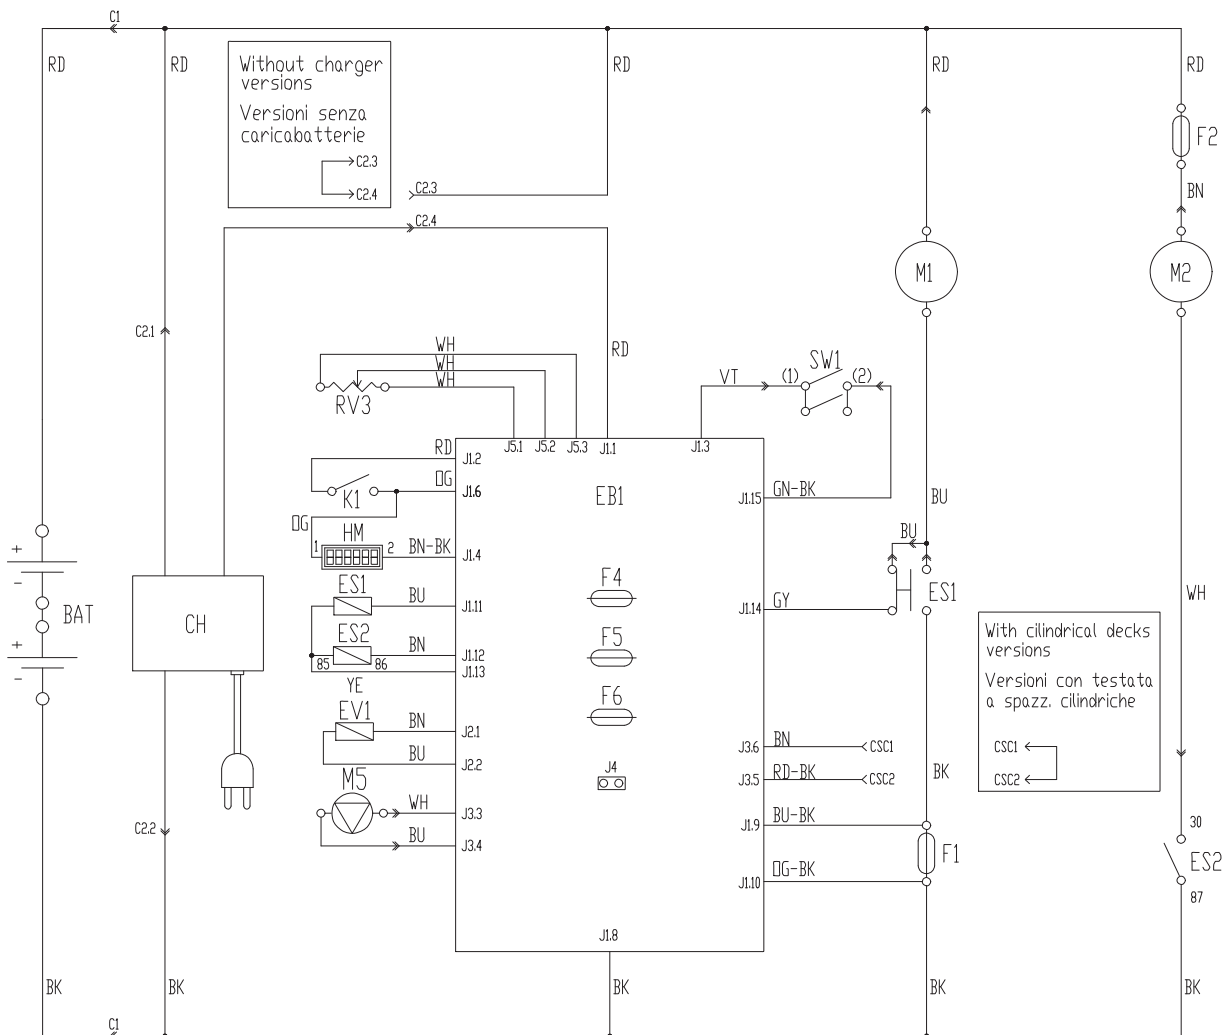 C1
RD
RD
Without charger
versions
Versioni senza
caricabatterie
C2.3
C2.4
RD
RD
RD
F2
BN
C2.3
C2.4
M1
M2
C2.1
WH
WH
WH
RV3
RD
VT
(1)
SW1
(2)
J5.1
J5.2
J5.3
J1.1
J1.3
RD
J1.2
OG
J1.6
K1
EB1
GN-BK
J1.15
BU
OG
HM
1
2
BN-BK
J1.4
BU
+
-
BAT
+
-
CH
ES1
BU
J1.11
F4
J1.14
GY
ES1
WH
ES2
BN
J1.12
85
86
J1.13
YE
F5
With cilindrical decks
versions
Versioni con testata
a spazz. cilindriche
CSC1
CSC2
EV1
BN
J2.1
BU
J2.2
F6
J3.6
BN
CSC1
J4
J3.5
RD-BK
CSC2
BK
M5
WH
J3.3
BU
J3.4
C2.2
J1.9
BU-BK
F1
J1.10
OG-BK
30
ES2
87
J1.8
BK
BK
BK
BK
BK
C1